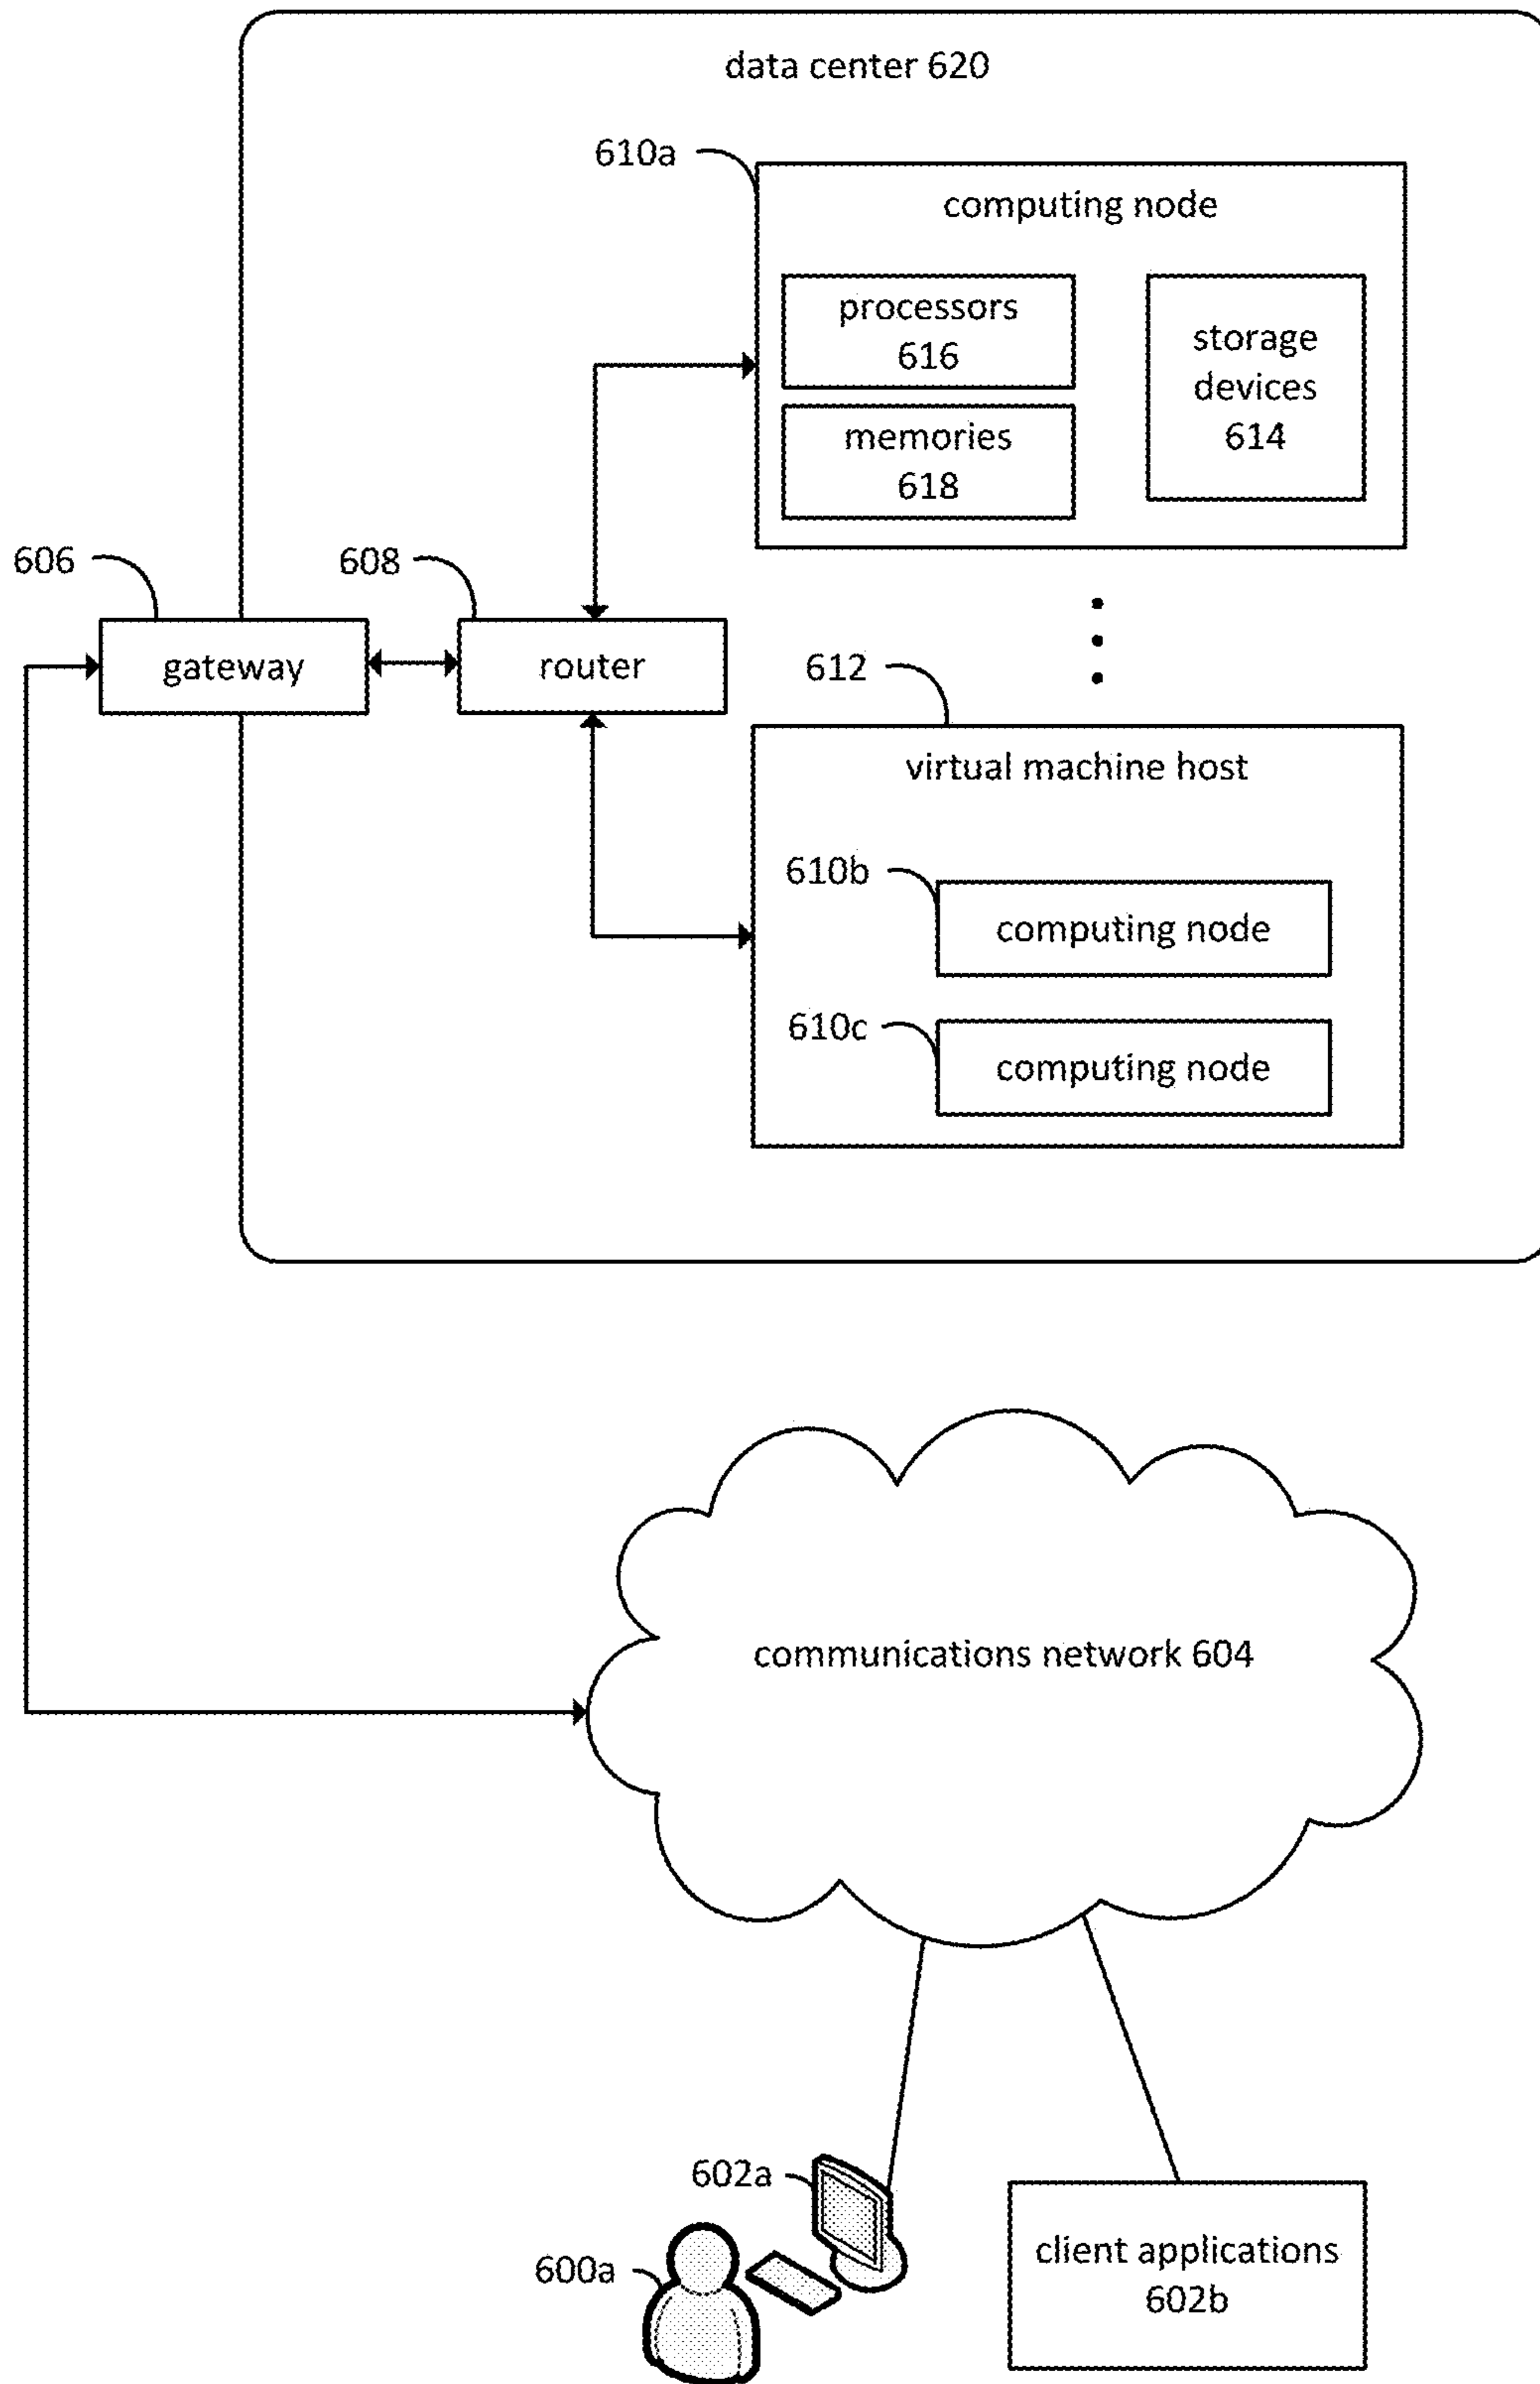 data center 620
610a
computing node
processors
616
storage
devices
614
memories
618
606
608
gateway
router
612
virtual machine host
610b
computing node
610c
computing node
communications network 604
602a
600a
client applications
602b